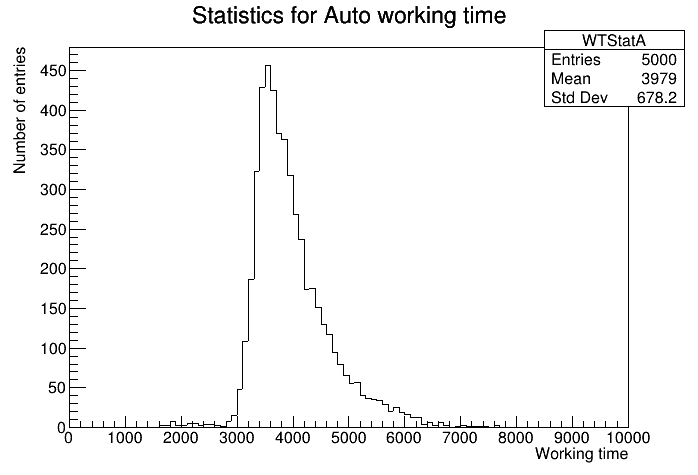 Statistics for Auto working time
WTStatA
Entries 5000
Mean 3979
Std Dev 678.2
Number of entries
450
400
350
300
250
200
150
100
50
0
0 1000 2000 3000 4000 5000 6000 7000 8000 9000 10000
Working time